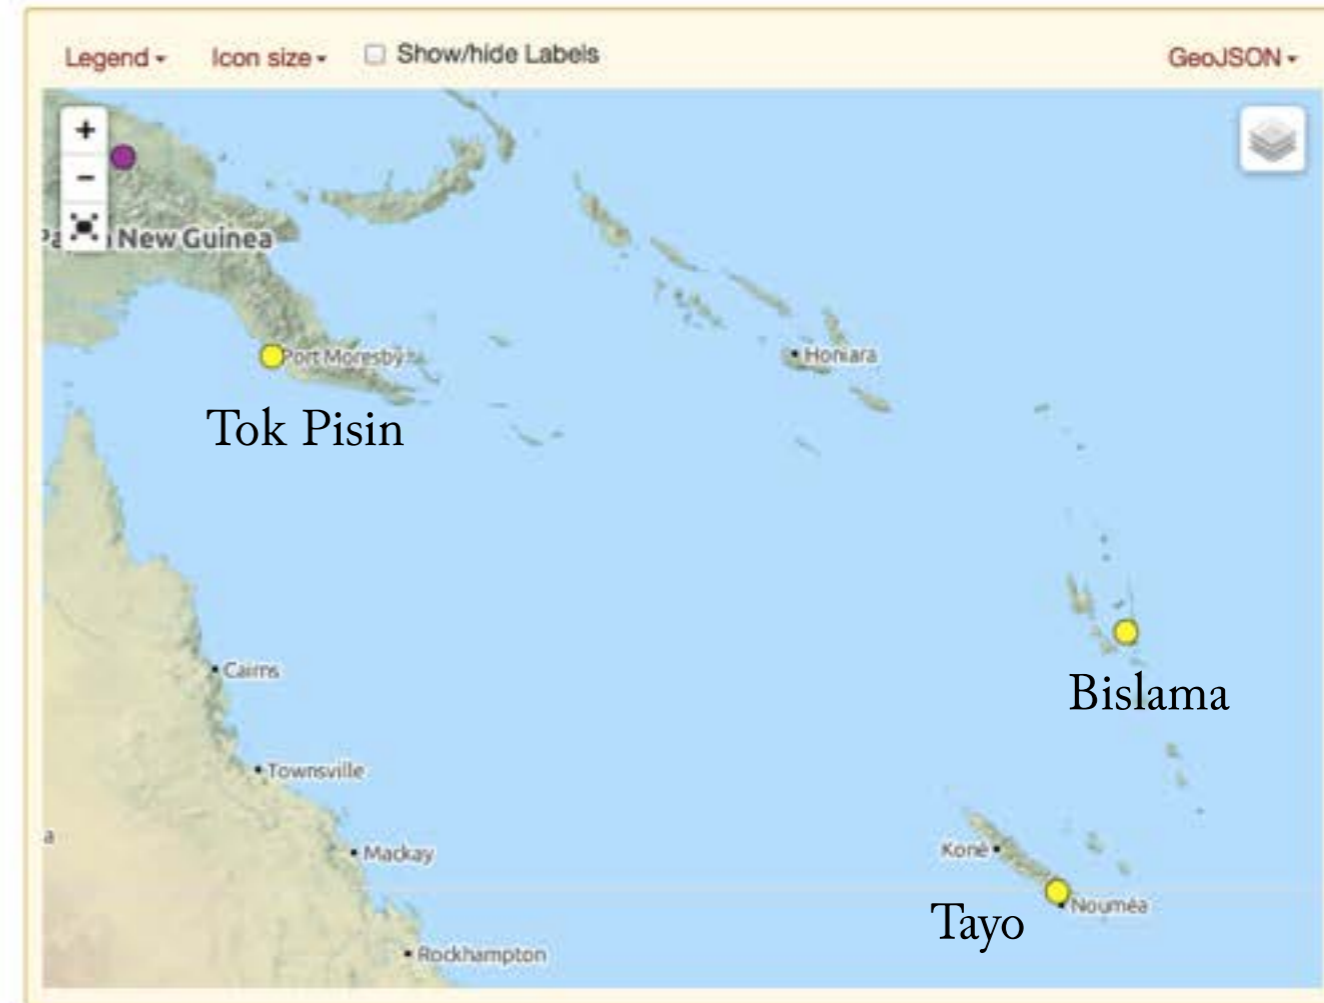 Legend
Icon size
Show/hide Labels
GeoJSON
+
−
New Guinea
Port Moresby
Honiara
Tok Pisin
Cairns
Bislama
Townsville
a
Mackay
Koné
Nouméa
Tayo
Rockhampton